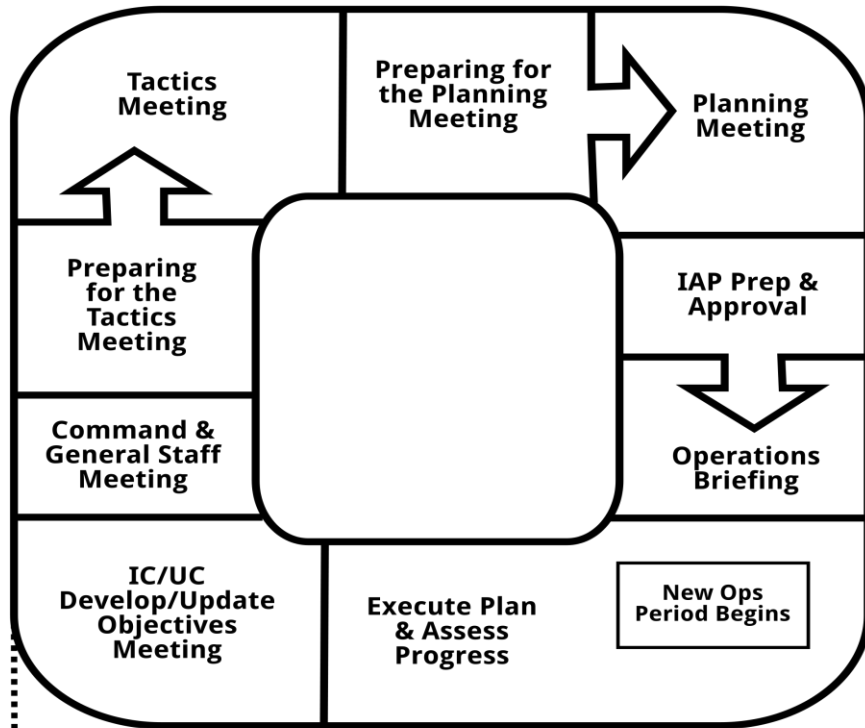 Tactics
Meeting
Preparing for
the Planning
Meeting
Planning
Meeting
Preparing
for the
Tactics
Meeting
IAP Prep &
Approval
Command &
General Staff
Meeting
Operations
Briefing
IC/UC
Develop/Update
Objectives
Meeting
Execute Plan
& Assess
Progress
New Ops
Period Begins